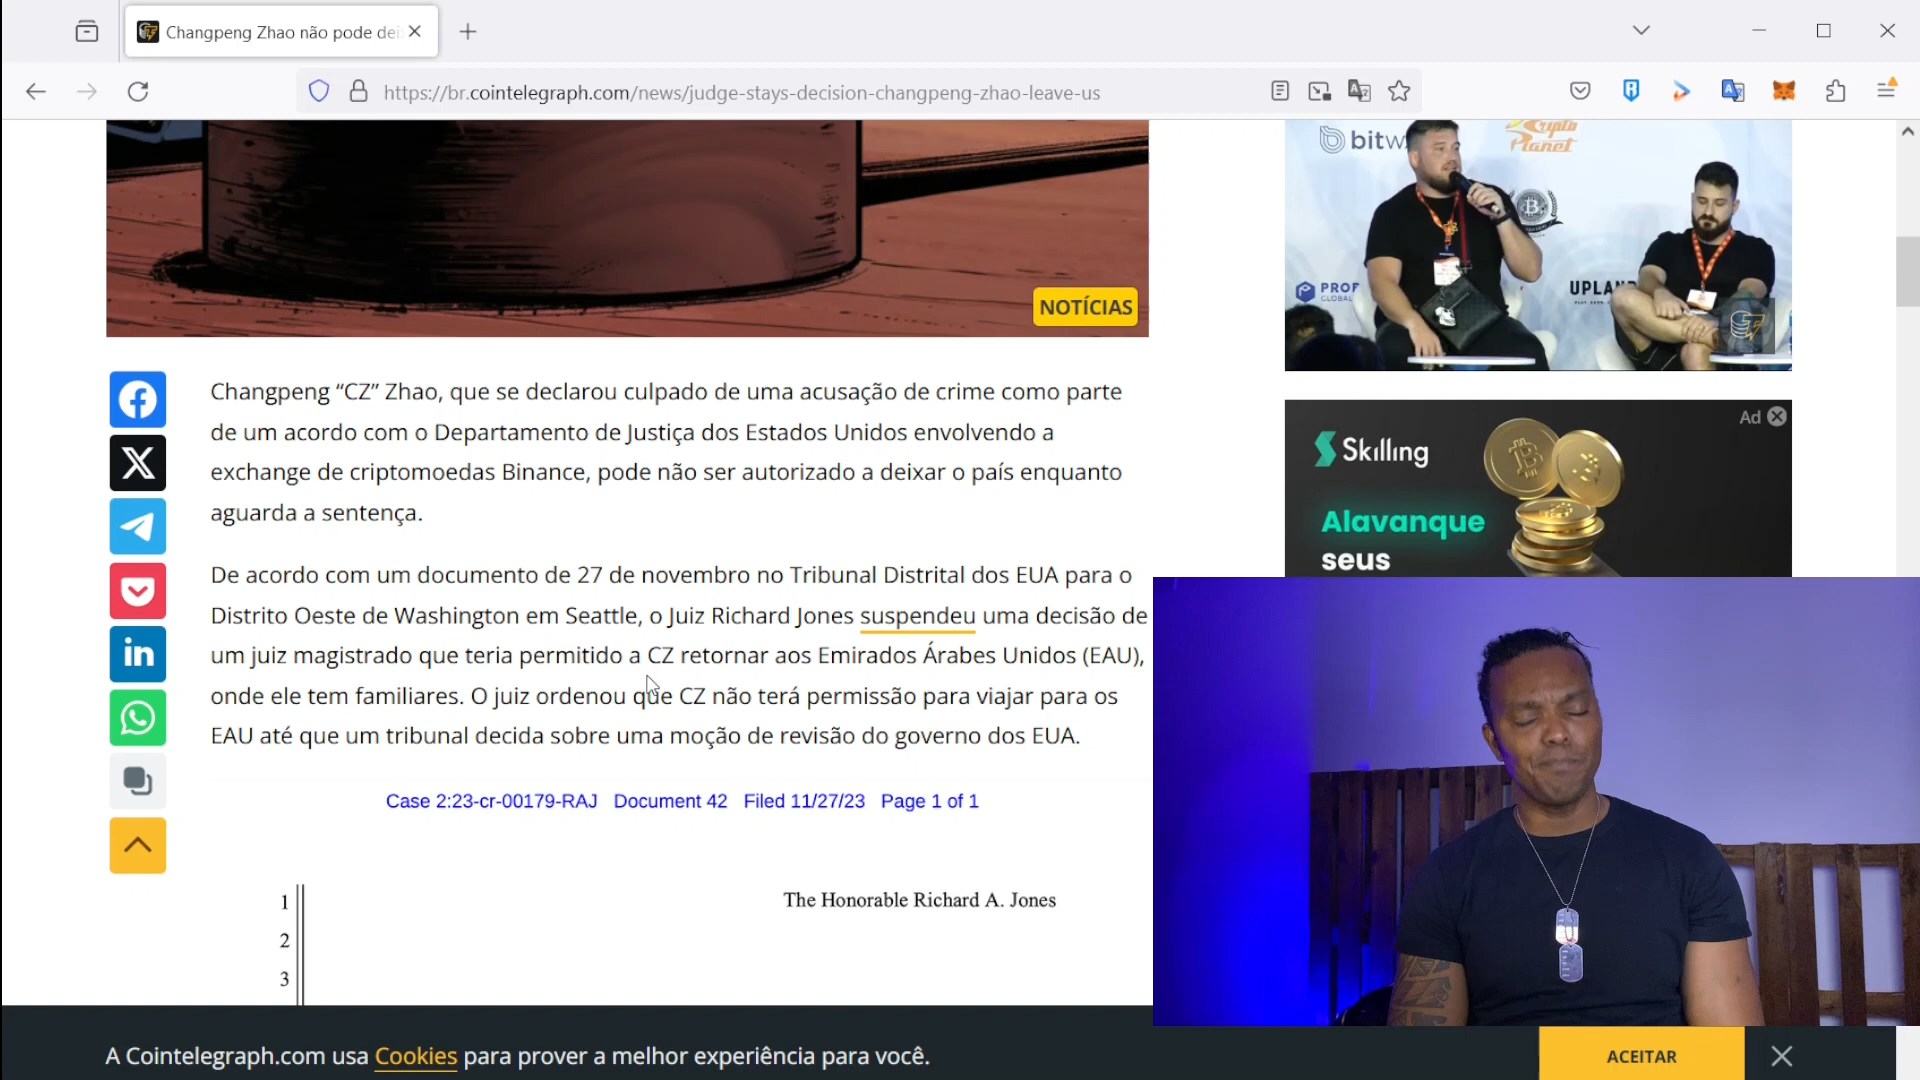 Changpeng Zhao não pode dei
https://br.cointelegraph.com/news/judge-stays-decision-changpeng-zhao-leave-us
NOTÍCIAS
Changpeng “CZ” Zhao, que se declarou culpado de uma acusação de crime como parte
de um acordo com o Departamento de Justiça dos Estados Unidos envolvendo a
exchange de criptomoedas Binance, pode não ser autorizado a deixar o país enquanto
aguarda a sentença.
De acordo com um documento de 27 de novembro no Tribunal Distrital dos EUA para o
Distrito Oeste de Washington em Seattle, o Juiz Richard Jones suspendeu uma decisão de
um juiz magistrado que teria permitido a CZ retornar aos Emirados Árabes Unidos (EAU),
onde ele tem familiares. O juiz ordenou que CZ não terá permissão para viajar para os
EAU até que um tribunal decida sobre uma moção de revisão do governo dos EUA.
Case 2:23-cr-00179-RAJ Document 42 Filed 11/27/23 Page 1 of 1
1
The Honorable Richard A. Jones
2
3
bitw
Cripto
Planet
PROF
GLOBAL
UPLAND
Ad
Skilling
Alavanque
seus
A Cointelegraph.com usa Cookies para prover a melhor experiência para você.
ACEITAR